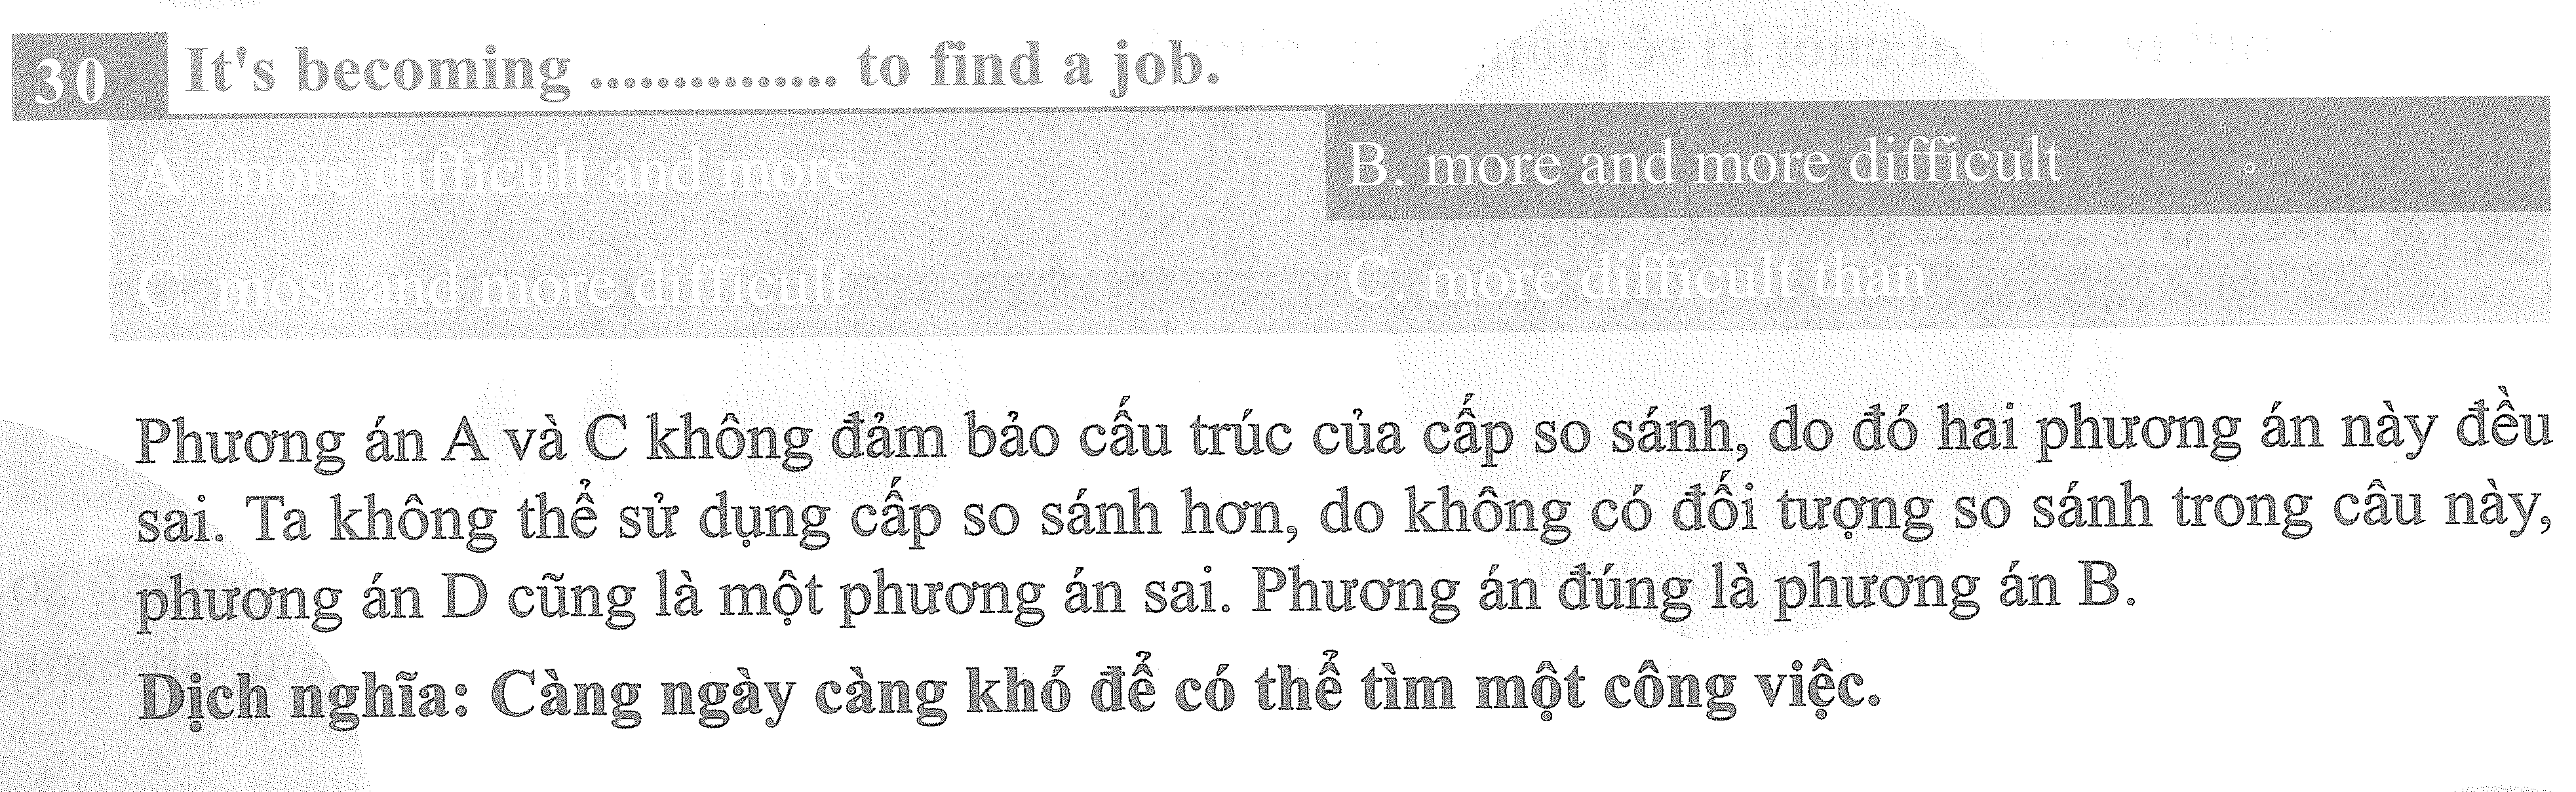 30 It's becoming .............. to find a job.
A. more difficult and more B. more and more difficult
C. most and more difficult C. more difficult than
Phương án A và C không đảm bảo cấu trúc của cấp so sánh, do đó hai phương án này đều
sai. Ta không thể sử dụng cấp so sánh hơn, do không có đối tượng so sánh trong câu này,
phương án D cũng là một phương án sai. Phương án đúng là phương án B.
Dịch nghĩa: Càng ngày càng khó để có thể tìm một công việc.